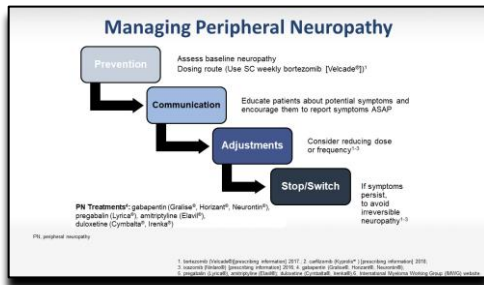 Managing Peripheral Neuropathy
Prevention
Assess baseline neuropathy
Dosing route (Use SC weekly bortezomib [Velcade®])¹
Communication
Educate patients about potential symptoms and
encourage them to report symptoms ASAP
Adjustments
Consider reducing dose
or frequency¹⁻³
Stop/Switch
If symptoms
persist,
to avoid
irreversible
neuropathy¹⁻³
gabapentin (Gralise®, Horizant®, Neurontin®),
pregabalin (Lyrica®), amitriptyline (Elavil®),
duloxetine (Cymbalta®, Irenka®)
PN, peripheral neuropathy